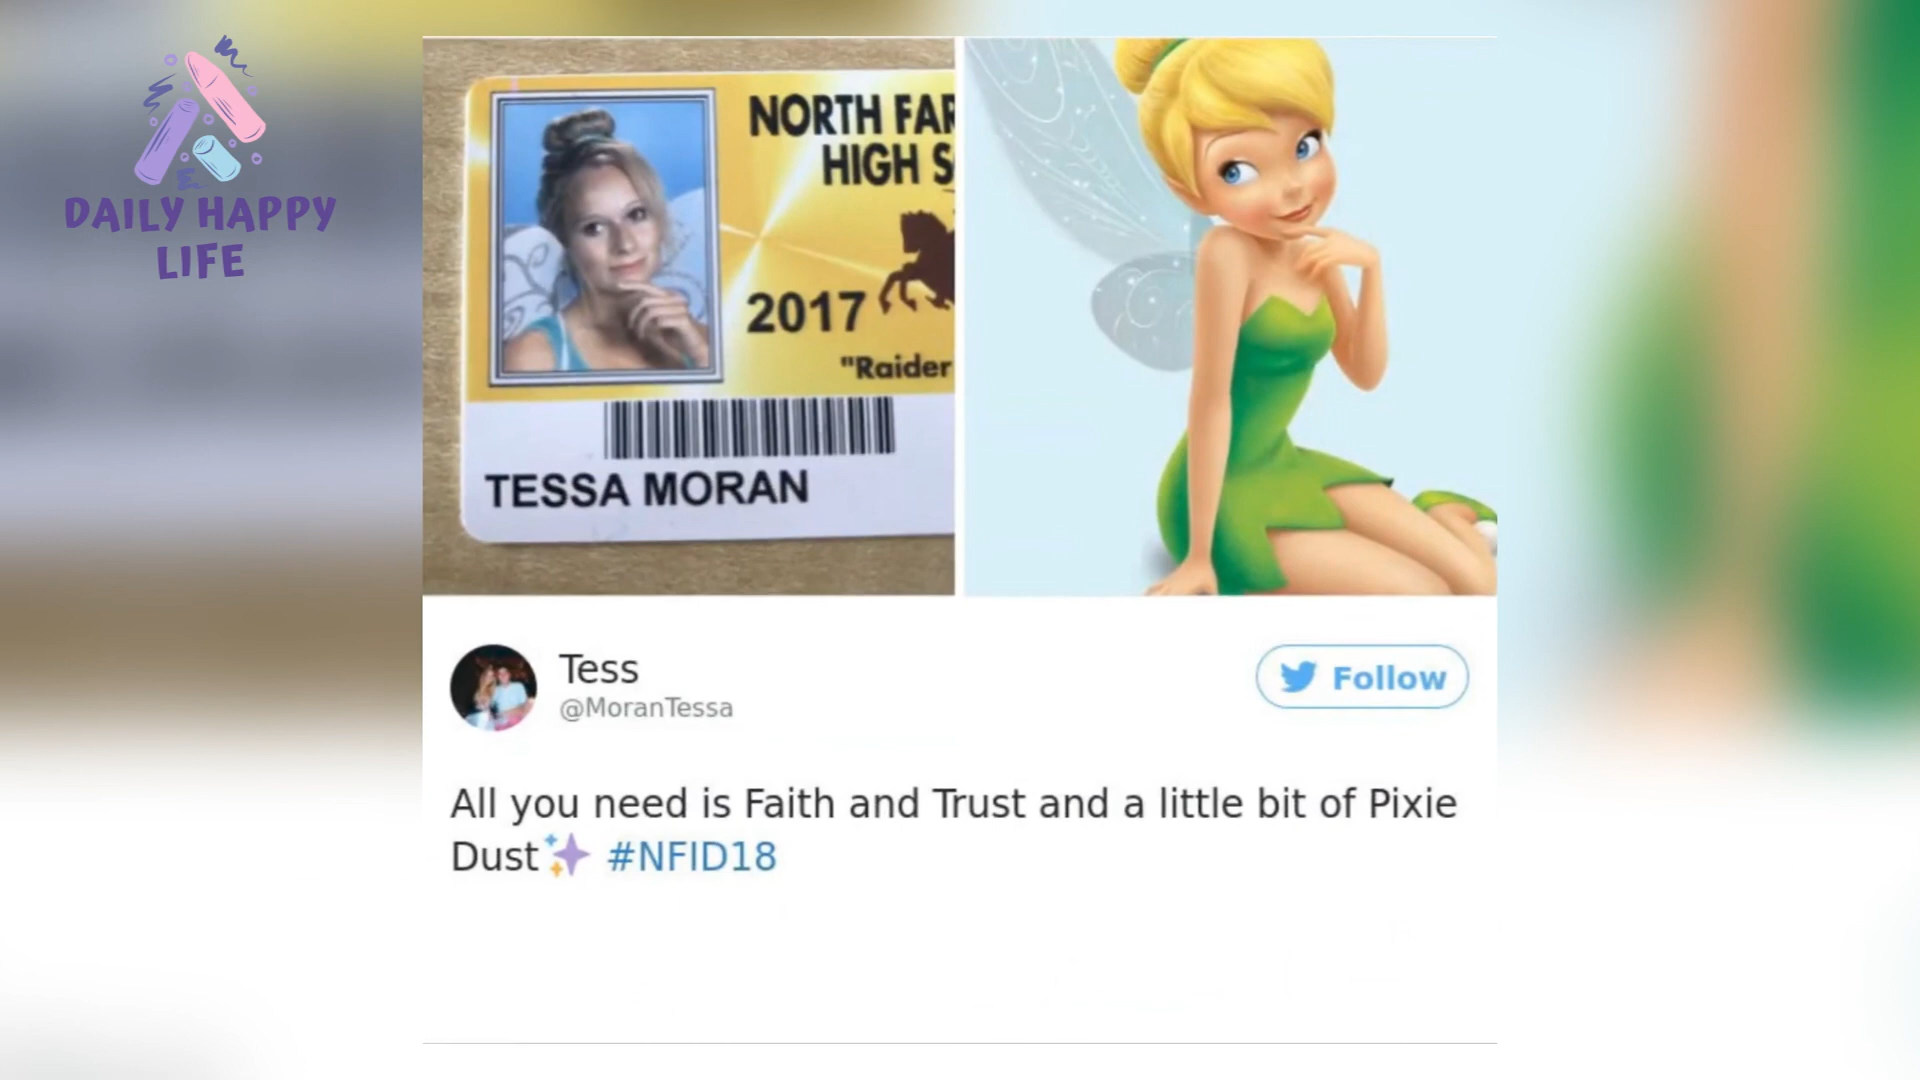 DAILY HAPPY
LIFE
NORTH FAR
HIGH S
2017
"Raider
TESSA MORAN
Tess
@MoranTessa
Follow
All you need is Faith and Trust and a little bit of Pixie
Dust✨ #NFID18